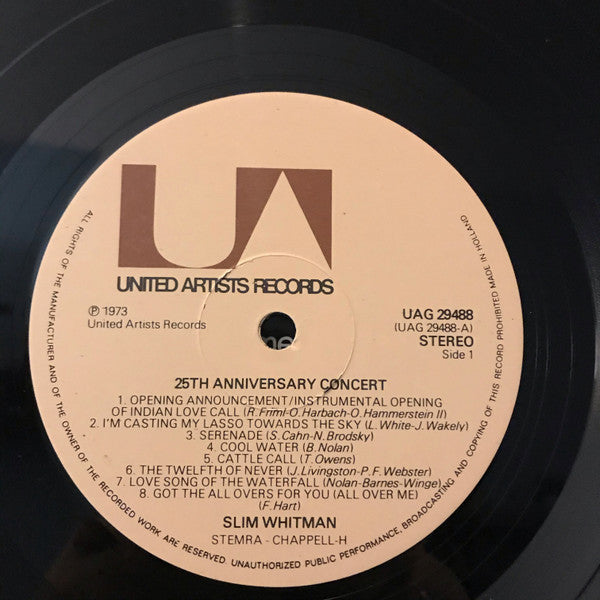 UA
UNITED ARTISTS RECORDS
℗ 1973
United Artists Records
UAG 29488
(UAG 29488-A)
STEREO
Side 1
25TH ANNIVERSARY CONCERT
1. OPENING ANNOUNCEMENT/INSTRUMENTAL OPENING
OF INDIAN LOVE CALL (R.Friml-O.Harbach-O.Hammerstein II)
2. I'M CASTING MY LASSO TOWARDS THE SKY (L.White-J.Wakely)
3. SERENADE (S.Cahn-N.Brodsky)
4. COOL WATER (B.Nolan)
5. CATTLE CALL (T.Owens)
6. THE TWELFTH OF NEVER (J.Livingston-P.F.Webster)
7. LOVE SONG OF THE WATERFALL (Nolan-Barnes-Winge)
8. GOT THE ALL OVERS FOR YOU (ALL OVER ME)
(F.Hart)
SLIM WHITMAN
STEMRA - CHAPPELL-H
ALL RIGHTS OF THE MANUFACTURER AND OF THE OWNER OF THE RECORDED WORK ARE RESERVED. UNAUTHORIZED PUBLIC PERFORMANCE, BROADCASTING AND COPYING OF THIS RECORD PROHIBITED MADE IN HOLLAND